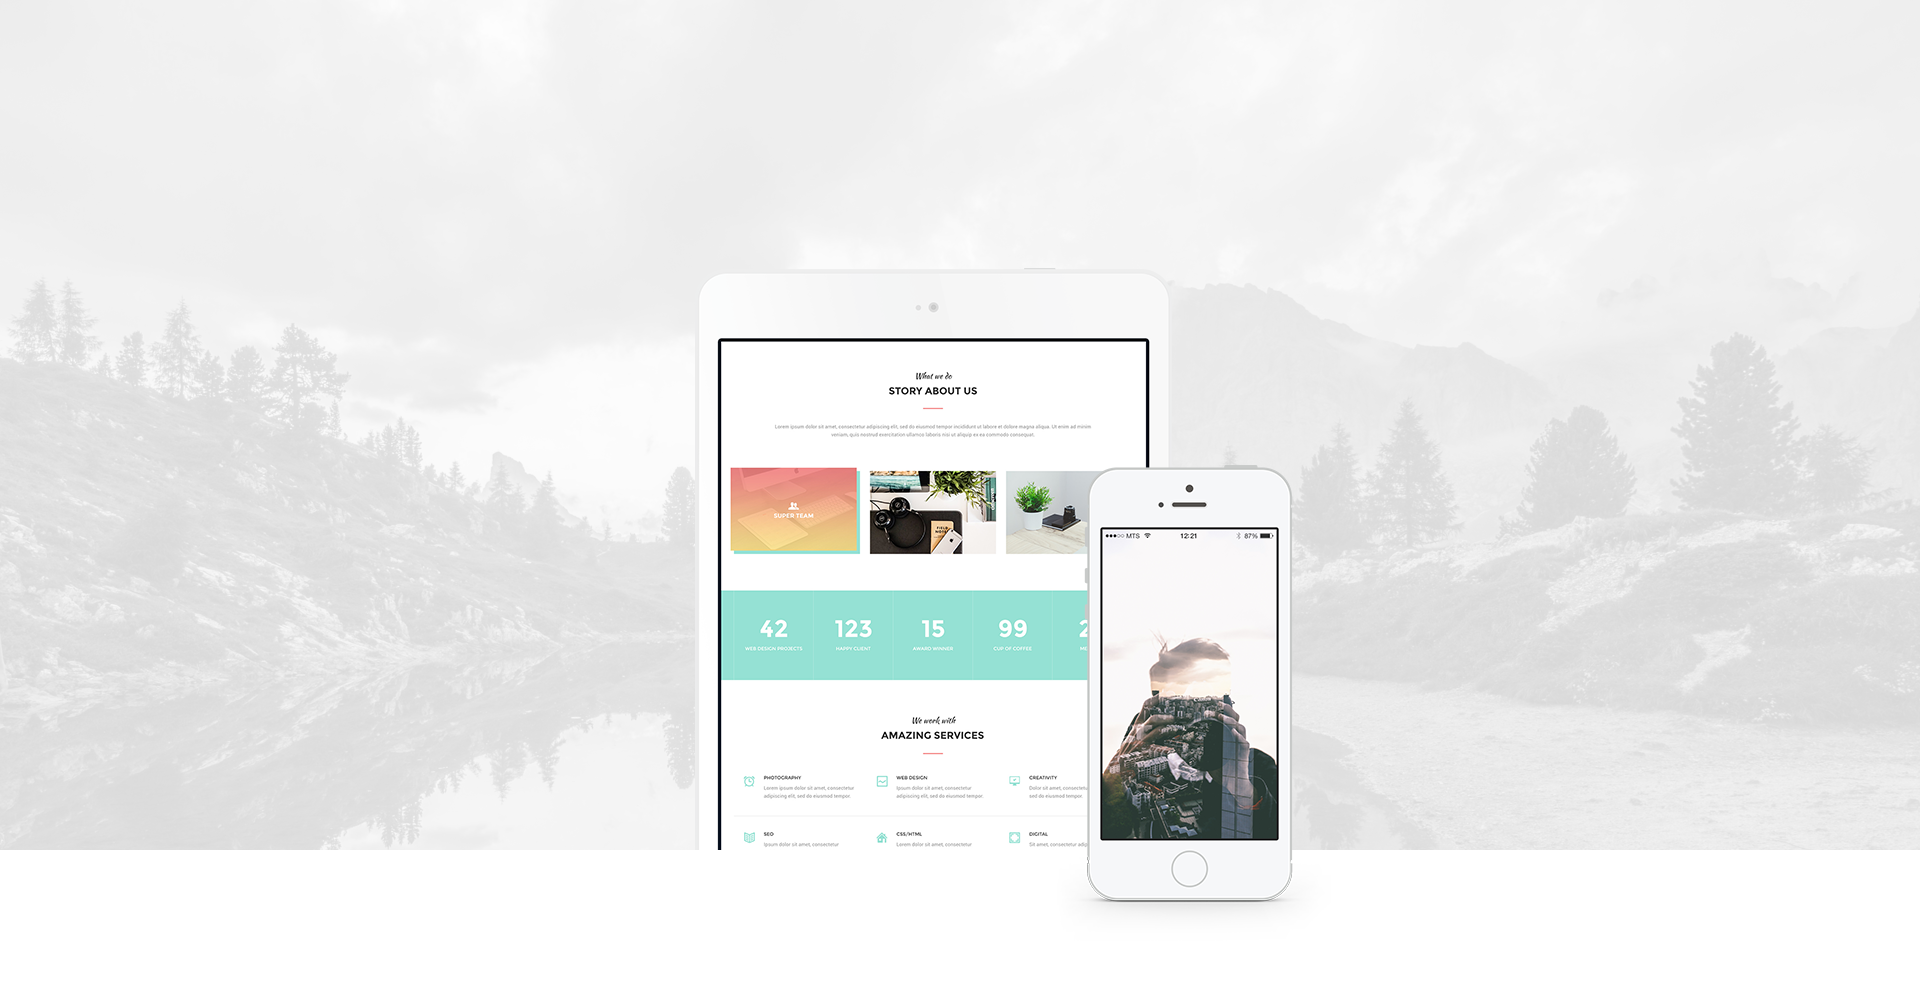 What we do
STORY ABOUT US
Lorem ipsum dolor sit amet, consectetur adipiscing elit, sed do eiusmod tempor incididunt ut labore et dolore magna aliqua. Ut enim ad minim
veniam, quis nostrud exercitation ullamco laboris nisi ut aliquip ex ea commodo consequat.
SUPER TEAM
FIELD NOTES
MTS 12:21 87%
42 123 15 99 2
WEB DESIGN PROJECTS HAPPY CLIENT AWARD WINNER CUP OF COFFEE ME
We work with
AMAZING SERVICES
PHOTOGRAPHY
Lorem ipsum dolor sit amet, consectetur
adipiscing elit, sed do eiusmod tempor.
WEB DESIGN
Ipsum dolor sit amet, consectetur
adipiscing elit, sed do eiusmod tempor.
CREATIVITY
Dolor sit amet, consectetu
sed do eiusmod tempor.
SEO
Ipsum dolor sit amet, consectetur
CSS/HTML
Lorem dolor sit amet, consectetur
DIGITAL
Sit amet, consectetur adip